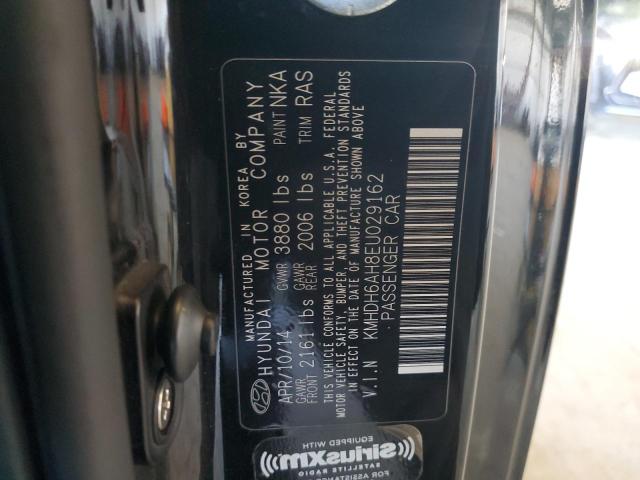 MANUFACTURED IN KOREA BY
HYUNDAI MOTOR COMPANY
APR/10/14 GVWR 3880 lbs PAINT NKA
GAWR FRONT 2161 lbs GAWR REAR 2006 lbs TRIM RAS
THIS VEHICLE CONFORMS TO ALL APPLICABLE U.S.A. FEDERAL
MOTOR VEHICLE SAFETY, BUMPER, AND THEFT PREVENTION STANDARDS
IN EFFECT ON THE DATE OF MANUFACTURE SHOWN ABOVE
V.I.N KMHDH6AH8EU029162
PASSENGER CAR
EQUIPPED WITH
((SiriusXM))
SATELLITE RADIO
FOR ASSISTANCE